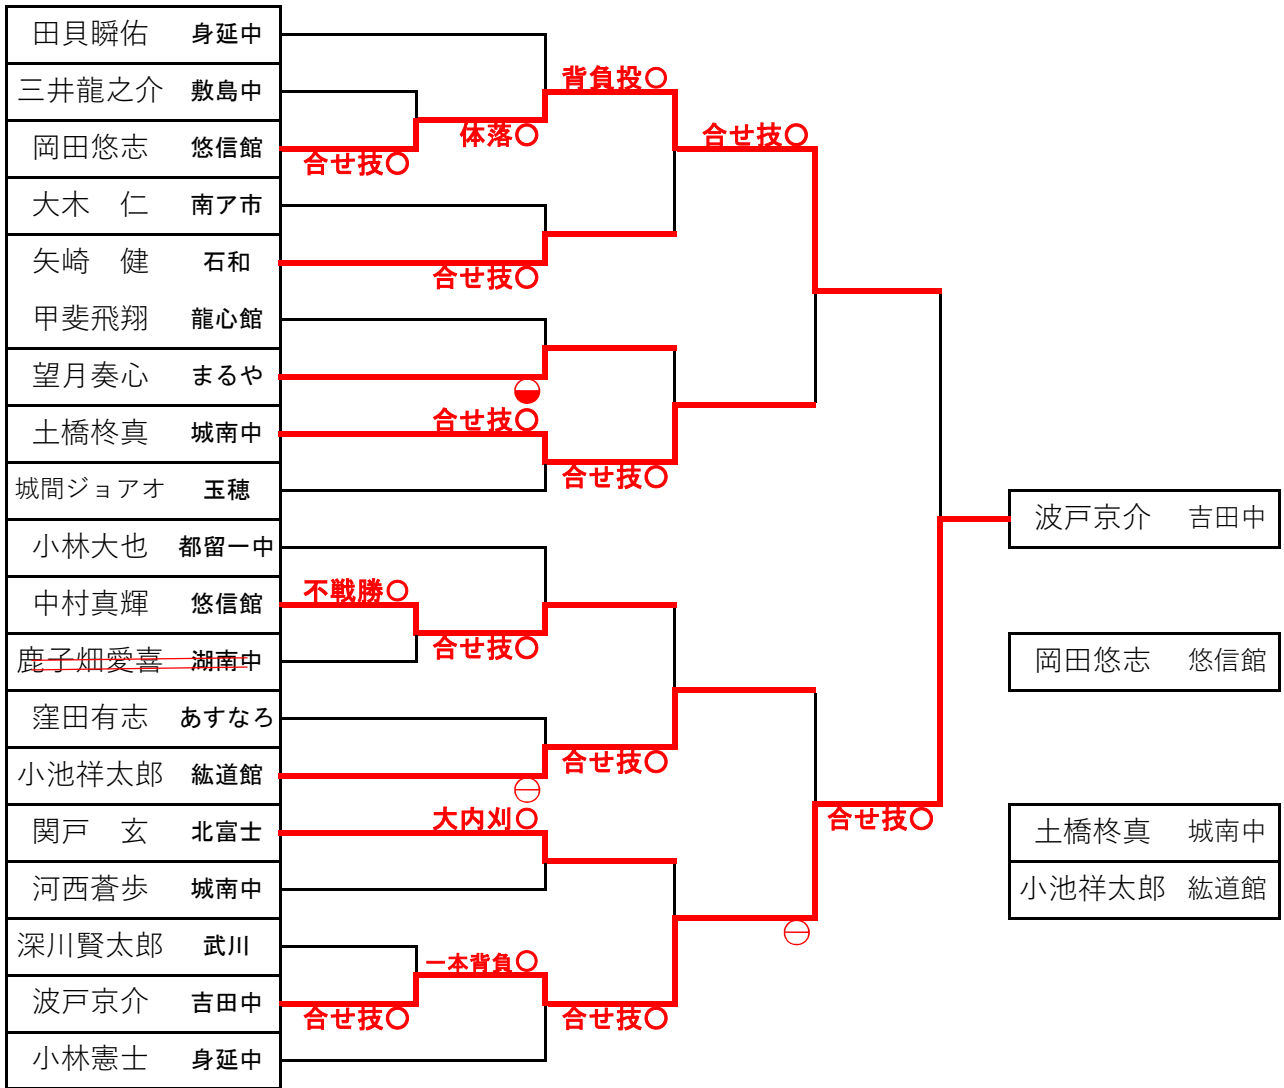 田貝瞬佑 身延中
背負投○
三井龍之介 敷島中
体落○
合せ技○
岡田悠志 悠信館
合せ技○
大木 仁 南ア市
矢崎 健 石和
合せ技○
甲斐飛翔 龍心館
望月奏心 まるや
合せ技○
土橋柊真 城南中
合せ技○
城間ジョアオ 玉穂
波戸京介 吉田中
小林大也 都留一中
不戦勝○
中村真輝 悠信館
合せ技○
鹿子畑愛喜 湖南中
岡田悠志 悠信館
窪田有志 あすなろ
合せ技○
小池祥太郎 紘道館
大内刈○
合せ技○
関戸 玄 北富士
土橋柊真 城南中
河西蒼歩 城南中
小池祥太郎 紘道館
深川賢太郎 武川
一本背負○
波戸京介 吉田中
合せ技○
合せ技○
小林憲士 身延中